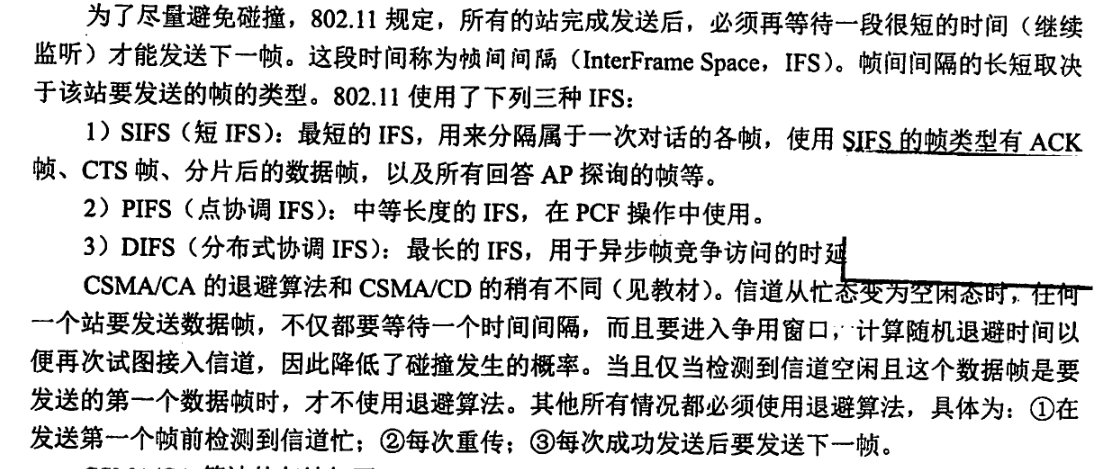 为了尽量避免碰撞，802.11 规定，所有的站完成发送后，必须再等待一段很短的时间（继续
监听）才能发送下一帧。这段时间称为帧间间隔（InterFrame Space，IFS）。帧间间隔的长短取决
于该站要发送的帧的类型。802.11 使用了下列三种 IFS：
1）SIFS（短 IFS）：最短的 IFS，用来分隔属于一次对话的各帧，使用 SIFS 的帧类型有 ACK
帧、CTS 帧、分片后的数据帧，以及所有回答 AP 探询的帧等。
2）PIFS（点协调 IFS）：中等长度的 IFS，在 PCF 操作中使用。
3）DIFS（分布式协调 IFS）：最长的 IFS，用于异步帧竞争访问的时延
CSMA/CA 的退避算法和 CSMA/CD 的稍有不同（见教材）。信道从忙态变为空闲态时，任何
一个站要发送数据帧，不仅都要等待一个时间间隔，而且要进入争用窗口，计算随机退避时间以
便再次试图接入信道，因此降低了碰撞发生的概率。当且仅当检测到信道空闲且这个数据帧是要
发送的第一个数据帧时，才不使用退避算法。其他所有情况都必须使用退避算法，具体为：①在
发送第一个帧前检测到信道忙；②每次重传；③每次成功发送后要发送下一帧。